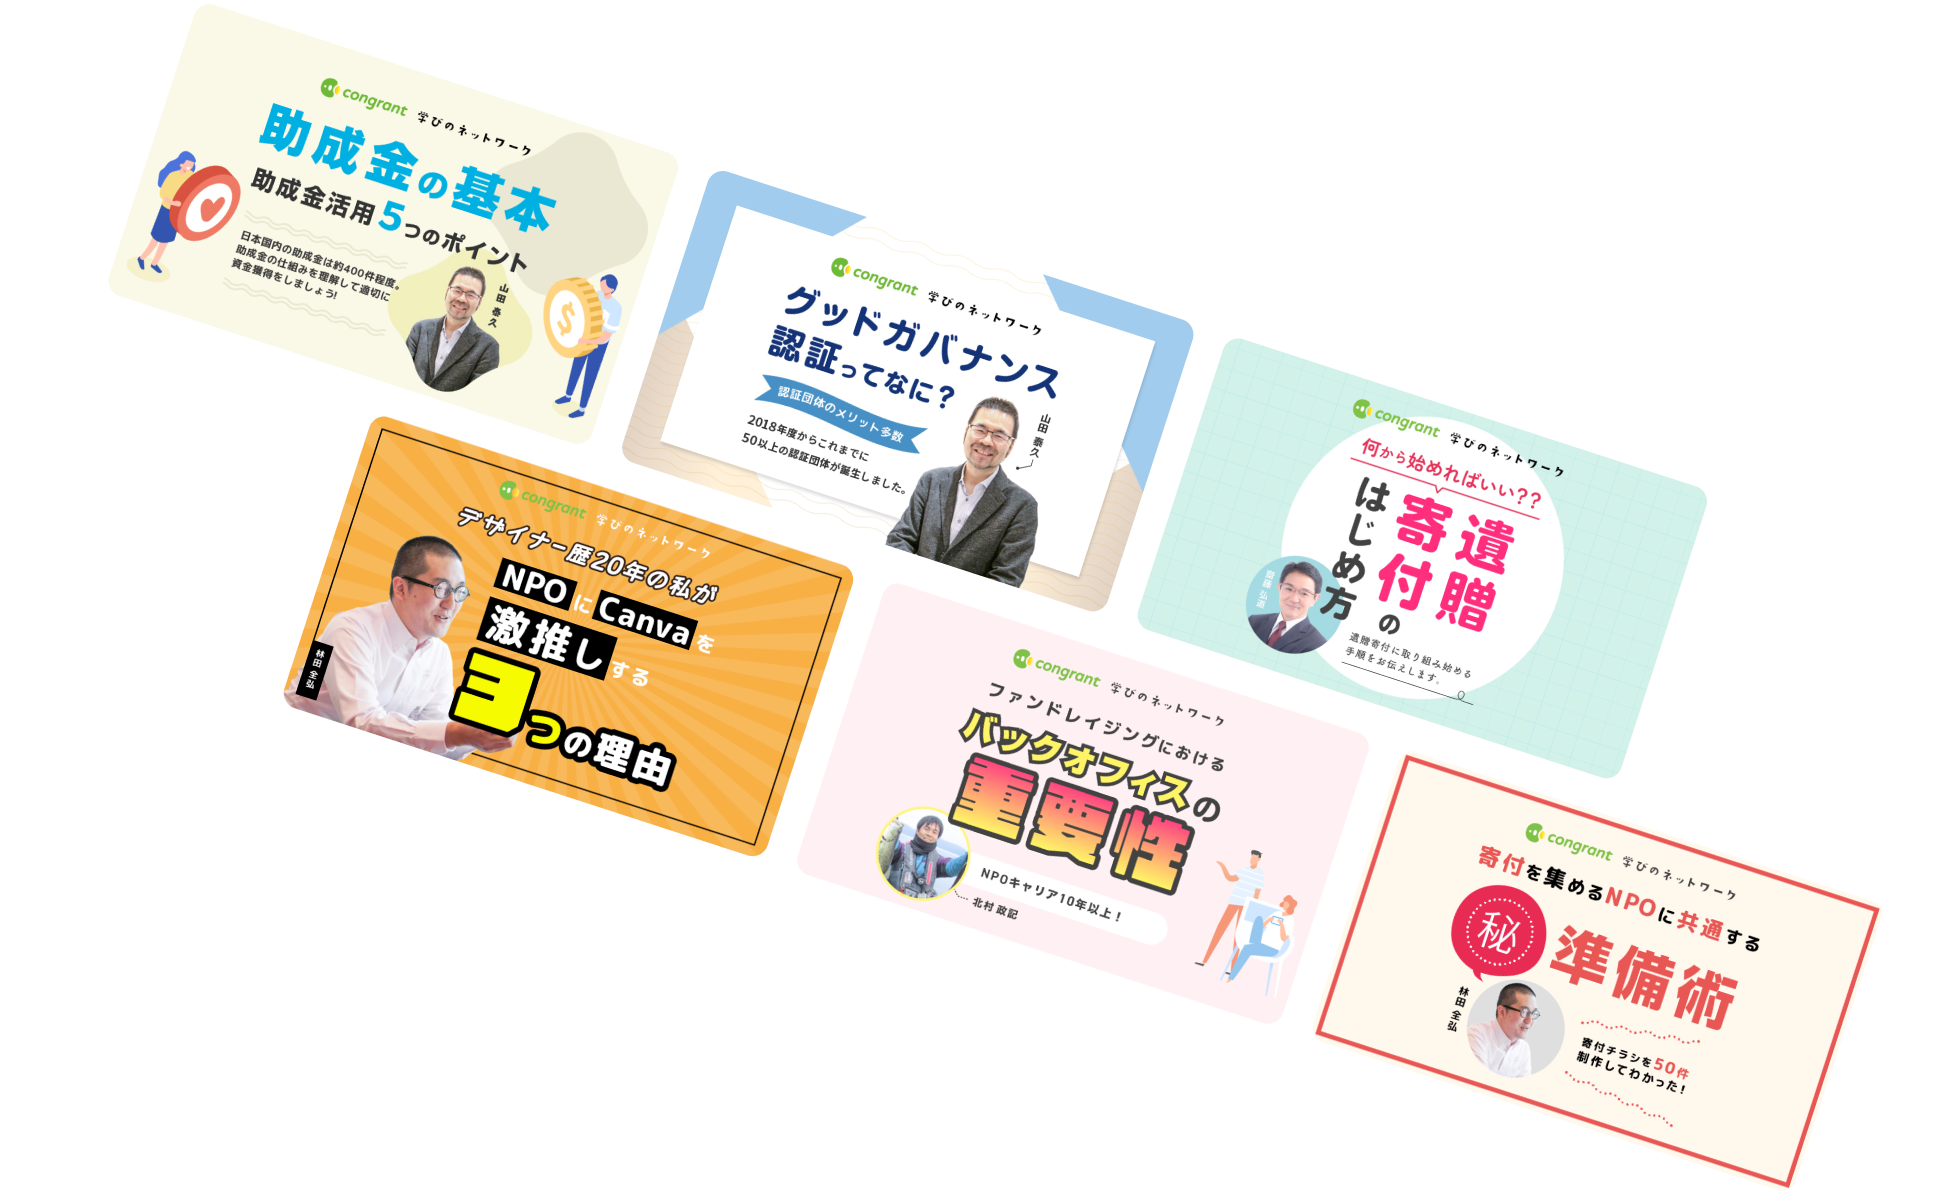 congrant 学びのネットワーク
助成金の基本
助成金活用5つのポイント
日本国内の助成金は約400件程度。
助成金の仕組みを理解して適切に
資金獲得をしましょう!
山田 泰久
congrant 学びのネットワーク
グッドガバナンス
認証ってなに？
認証団体のメリット多数
2018年度からこれまでに
50以上の認証団体が誕生しました。
山田 泰久
congrant 学びのネットワーク
何から始めればいい??
遺贈
寄付の
はじめ方
遺贈寄付に取り組み始める
手順をお伝えします。
congrant 学びのネットワーク
デザイナー歴20年の私が
NPOにCanvaを
激推しする
3つの理由
林田 全弘
congrant 学びのネットワーク
ファンドレイジングにおける
バックオフィスの
重要性
NPOキャリア10年以上！
北村 政記
congrant 学びのネットワーク
寄付を集めるNPOに共通する
秘
準備術
林田 全弘
寄付チラシを50件
制作してわかった！